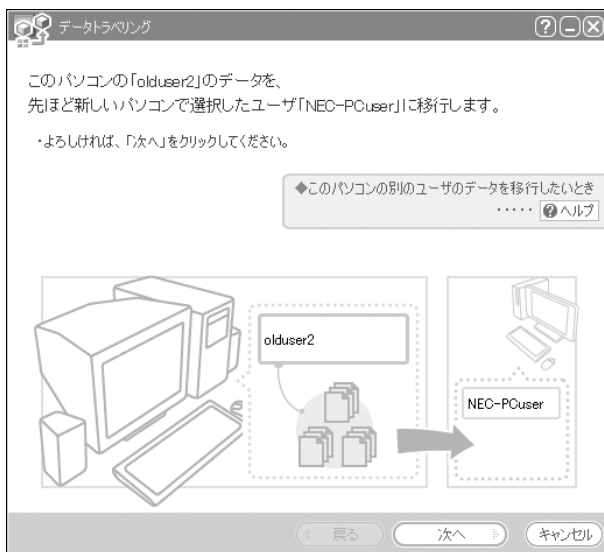 データトラベリング
このパソコンの「olduser2」のデータを、
先ほど新しいパソコンで選択したユーザ「NEC-PCuser」に移行します。
・よろしければ、「次へ」をクリックしてください。
◆このパソコンの別のユーザのデータを移行したいとき
・・・・・ ?ヘルプ
olduser2
NEC-PCuser
戻る 次へ キャンセル